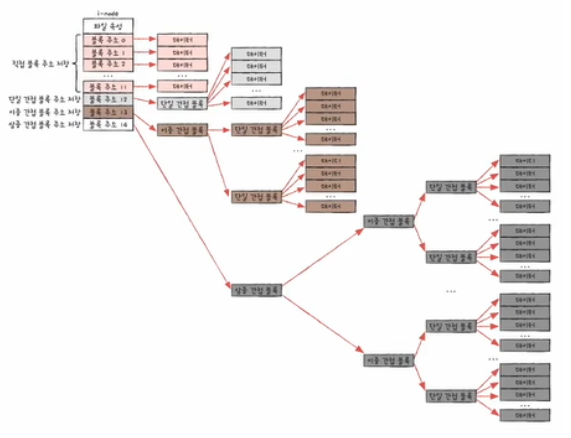 i-node
파일 속성
블록 주소 0
블록 주소 1
블록 주소 2
...
블록 주소 11
블록 주소 12
블록 주소 13
블록 주소 14
직접 블록 주소 저장
단일 간접 블록 주소 저장
이중 간접 블록 주소 저장
삼중 간접 블록 주소 저장
데이터
데이터
데이터
...
데이터
단일 간접 블록
데이터
데이터
데이터
...
데이터
이중 간접 블록
단일 간접 블록
데이터
데이터
데이터
...
데이터
...
단일 간접 블록
데이터
데이터
데이터
...
데이터
삼중 간접 블록
이중 간접 블록
단일 간접 블록
데이터
데이터
데이터
...
데이터
...
단일 간접 블록
데이터
데이터
데이터
...
데이터
...
이중 간접 블록
단일 간접 블록
데이터
데이터
데이터
...
데이터
...
단일 간접 블록
데이터
데이터
데이터
...
데이터